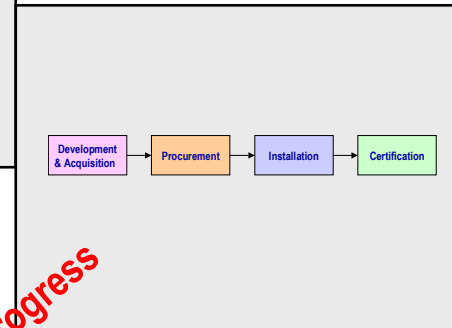 Development
& Acquisition
Procurement
Installation
Certification
ogress